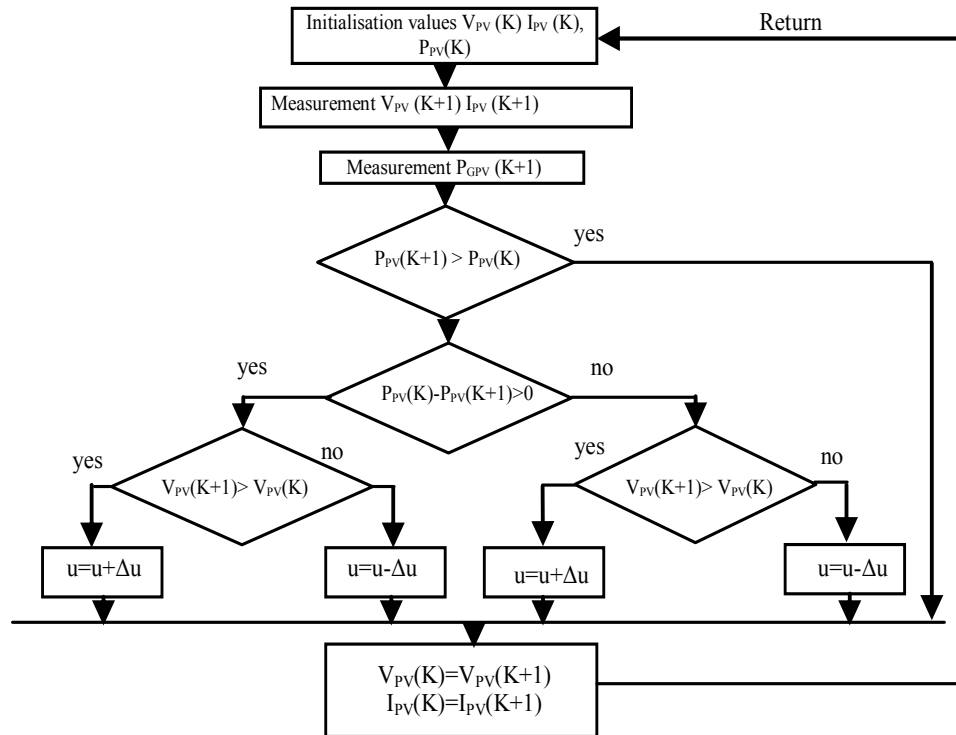 Initialisation values V_PV (K) I_PV (K),
P_PV(K)
Return
Measurement V_PV (K+1) I_PV (K+1)
Measurement P_GPV (K+1)
P_PV(K+1) > P_PV(K)
yes
yes
P_PV(K)-P_PV(K+1)>0
no
yes
V_PV(K+1)> V_PV(K)
no
yes
V_PV(K+1)> V_PV(K)
no
u=u+Δu
u=u-Δu
u=u+Δu
u=u-Δu
V_PV(K)=V_PV(K+1)
I_PV(K)=I_PV(K+1)